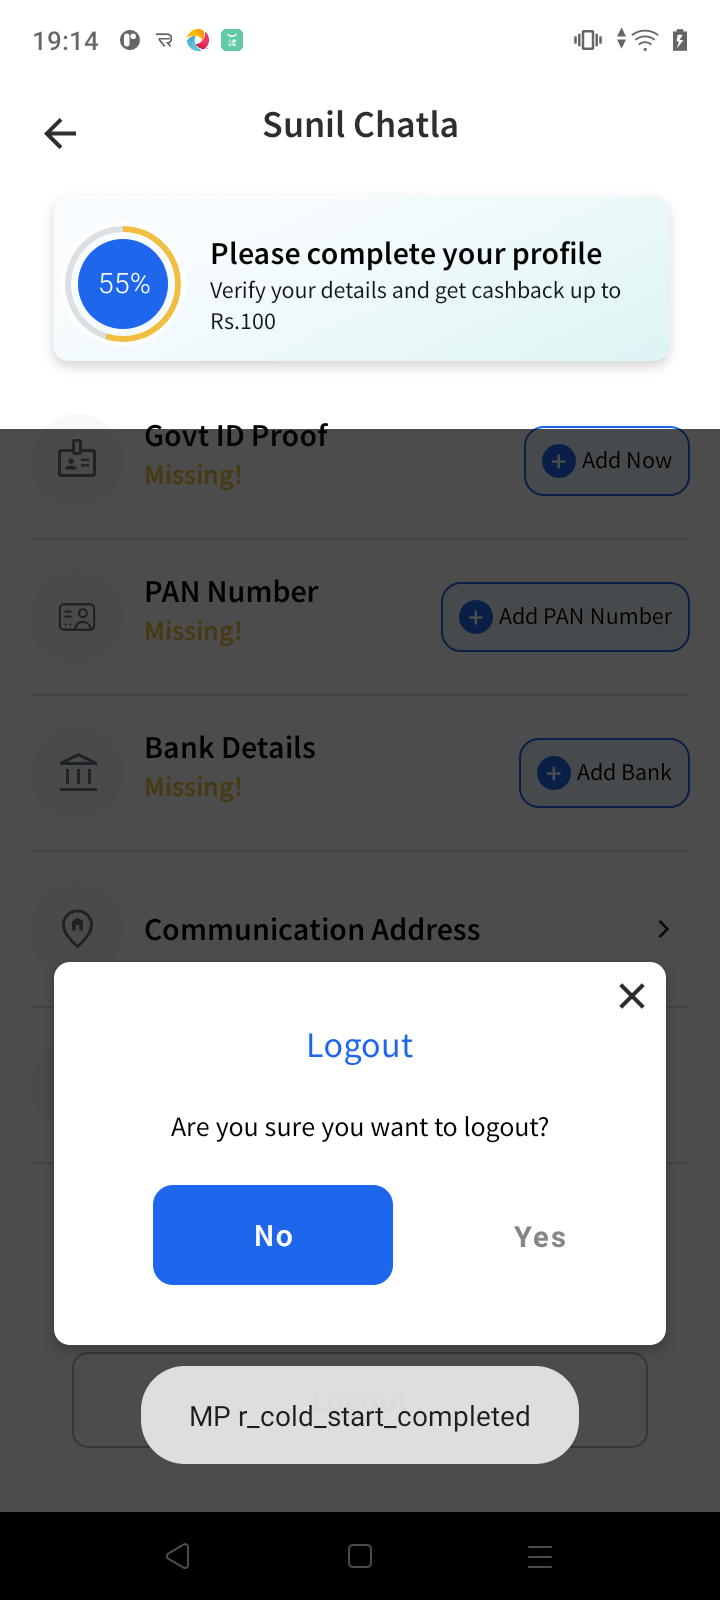 19:14
Sunil Chatla
55%
Please complete your profile
Verify your details and get cashback up to
Rs.100
Govt ID Proof
Missing!
Add Now
PAN Number
Missing!
Add PAN Number
Bank Details
Missing!
Add Bank
Communication Address
Logout
Are you sure you want to logout?
No
Yes
Logout
MP r_cold_start_completed